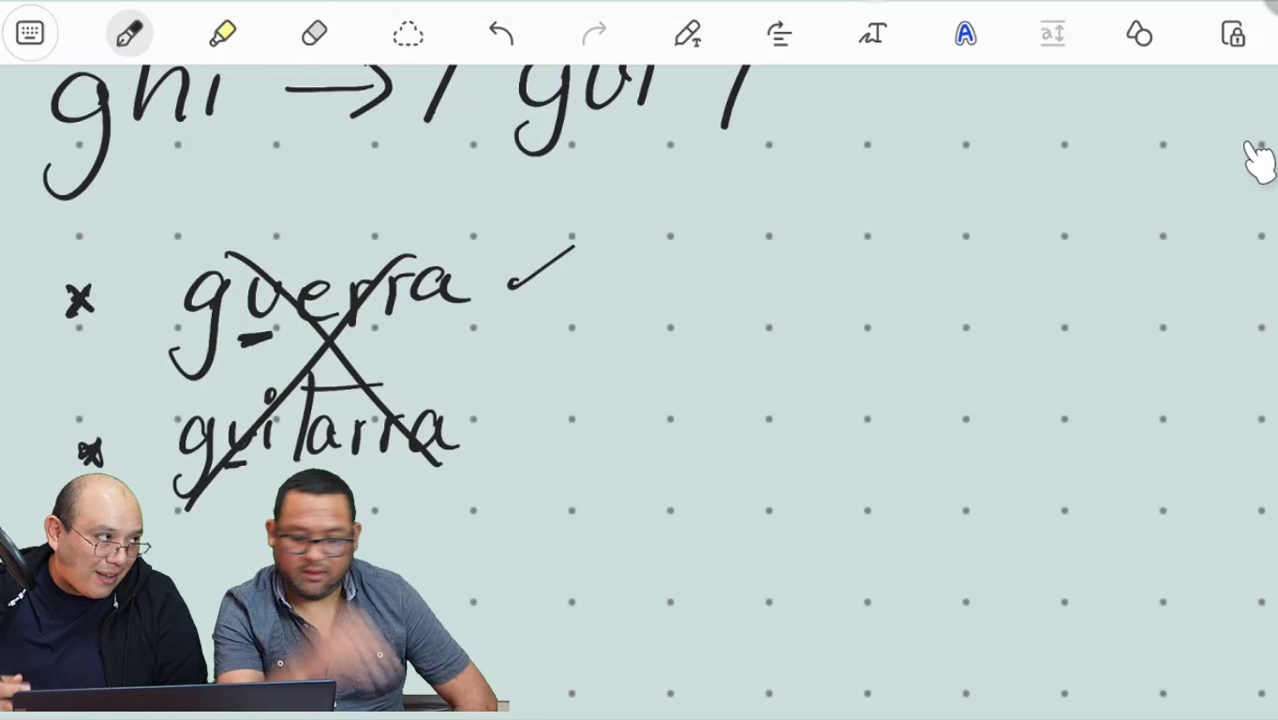 ghi → / gui /
* guerra ✓
* guitarra